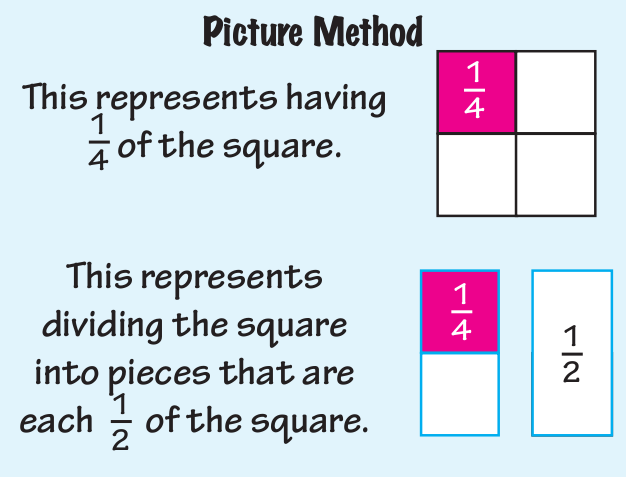 Picture Method
This represents having
1/4 of the square.
1/4
This represents
dividing the square
into pieces that are
each 1/2 of the square.
1/4
1/2